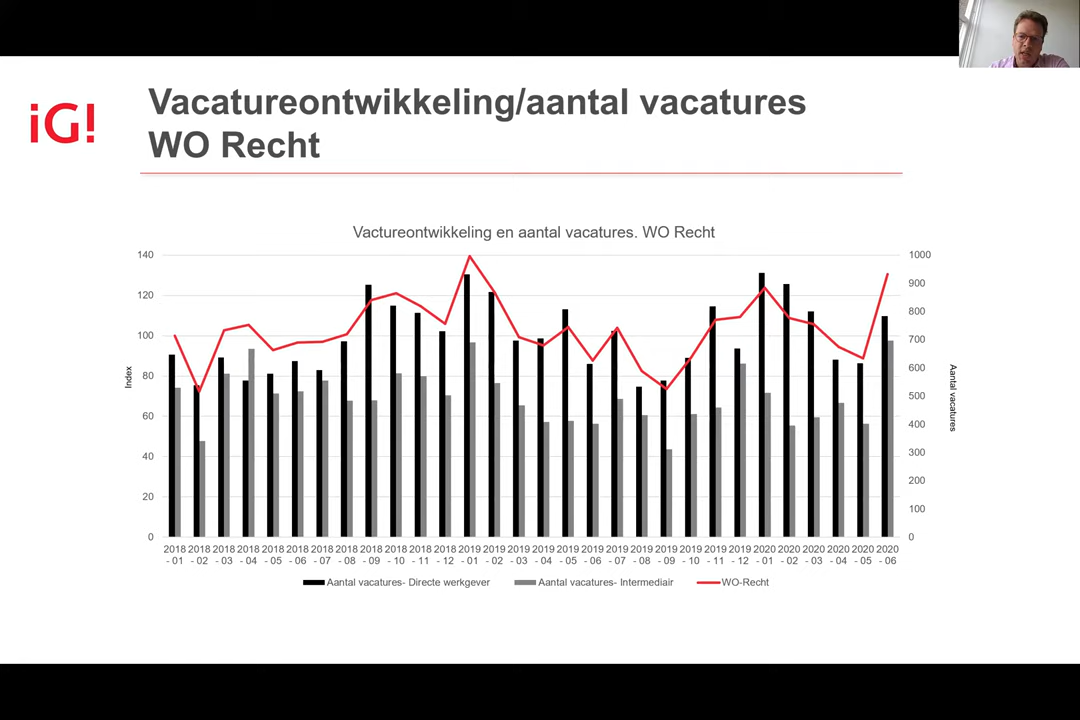 iG!
Vacatureontwikkeling/aantal vacatures
WO Recht
Vactureontwikkeling en aantal vacatures. WO Recht
140
120
100
80
60
40
20
0
Index
1000
900
800
700
600
500
400
300
200
100
0
Aantal vacatures
2018 2018 2018 2018 2018 2018 2018 2018 2018 2018 2018 2018 2019 2019 2019 2019 2019 2019 2019 2019 2019 2019 2019 2019 2020 2020 2020 2020 2020 2020
- 01 - 02 - 03 - 04 - 05 - 06 - 07 - 08 - 09 - 10 - 11 - 12 - 01 - 02 - 03 - 04 - 05 - 06 - 07 - 08 - 09 - 10 - 11 - 12 - 01 - 02 - 03 - 04 - 05 - 06
Aantal vacatures- Directe werkgever Aantal vacatures- Intermediair WO-Recht